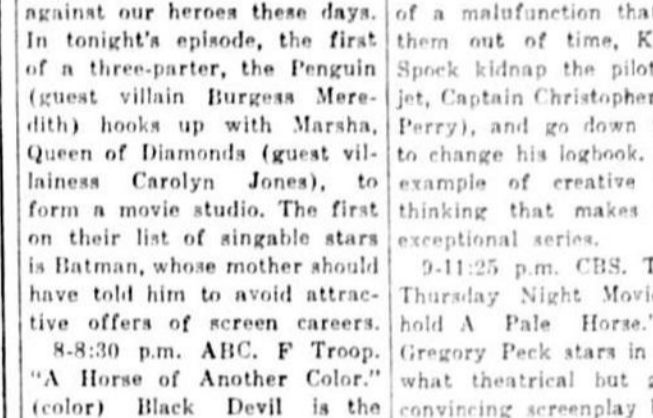 against our heroes these days.
In tonight's episode, the first
of a three-parter, the Penguin
(guest villain Burgess Mere-
dith) hooks up with Marsha,
Queen of Diamonds (guest vil-
lainess Carolyn Jones), to
form a movie studio. The first
on their list of singable stars
is Batman, whose mother should
have told him to avoid attrac-
tive offers of screen careers.
8-8:30 p.m. ABC. F Troop.
"A Horse of Another Color."
(color) Black Devil is the
of a malufunction
them out of time, K
Spock kidnap the
jet, Captain Christopher
Perry), and go down
to change his logbook.
example of creative
thinking that makes
exceptional series.
9-11:25 p.m. CBS. T
Thursday Night
hold A Pale Horse."
Gregory Peck stars in
what theatrical but
convincing screenplay